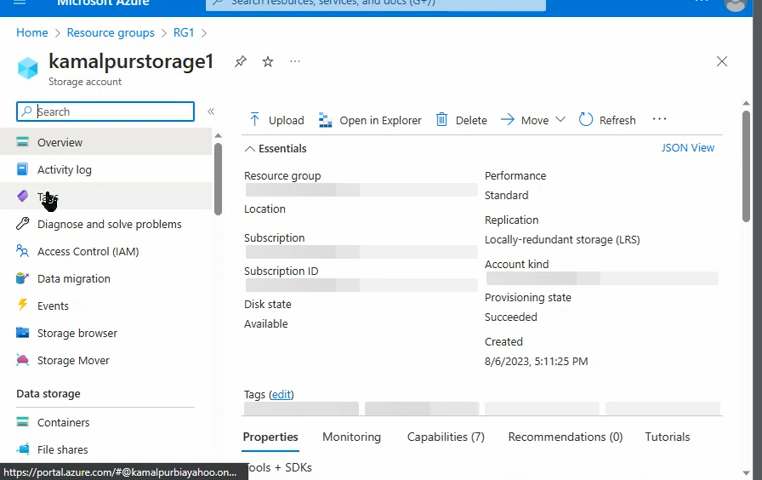 Microsoft Azure
Search resources, services, and docs (G+/)
Home > Resource groups > RG1 >
kamalpurstorage1
Storage account
Search
Overview
Activity log
Diagnose and solve problems
Access Control (IAM)
Data migration
Events
Storage browser
Storage Mover
Data storage
Containers
File shares
https://portal.azure.com/#@kamalpurbiayahoo.on...
Upload
Open in Explorer
Delete
Move
Refresh
Essentials
JSON View
Resource group
Location
Subscription
Subscription ID
Disk state
Available
Performance
Standard
Replication
Locally-redundant storage (LRS)
Account kind
Provisioning state
Succeeded
Created
8/6/2023, 5:11:25 PM
Tags (edit)
Properties
Monitoring
Capabilities (7)
Recommendations (0)
Tutorials
Tools + SDKs